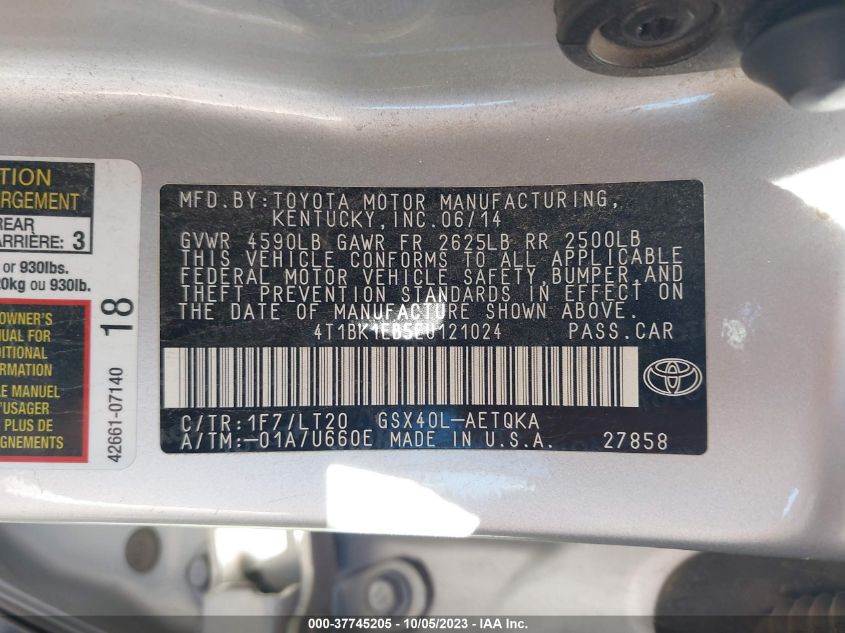 TION
RGEMENT
REAR
ARRIÈRE: 3
or 930lbs.
20kg ou 930lb.
OWNER'S
NUAL FOR
DITIONAL
FORMATION
LE MANUEL
D'USAGER
PLUS DE
IGNEMENTS
18
42661-07140
MFD.BY:TOYOTA MOTOR MANUFACTURING,
KENTUCKY,INC.06/14
GVWR 4590LB GAWR FR 2625LB RR 2500LB
THIS VEHICLE CONFORMS TO ALL APPLICABLE
FEDERAL MOTOR VEHICLE SAFETY,BUMPER,AND
THEFT PREVENTION STANDARDS IN EFFECT ON
THE DATE OF MANUFACTURE SHOWN ABOVE.
4T1BK1EB5EU121024 PASS.CAR
C/TR:1F7/LT20 GSX40L-AETQKA
A/TM:-01A/U660E MADE IN U.S.A. 27858
000-37745205 - 10/05/2023 - IAA Inc.